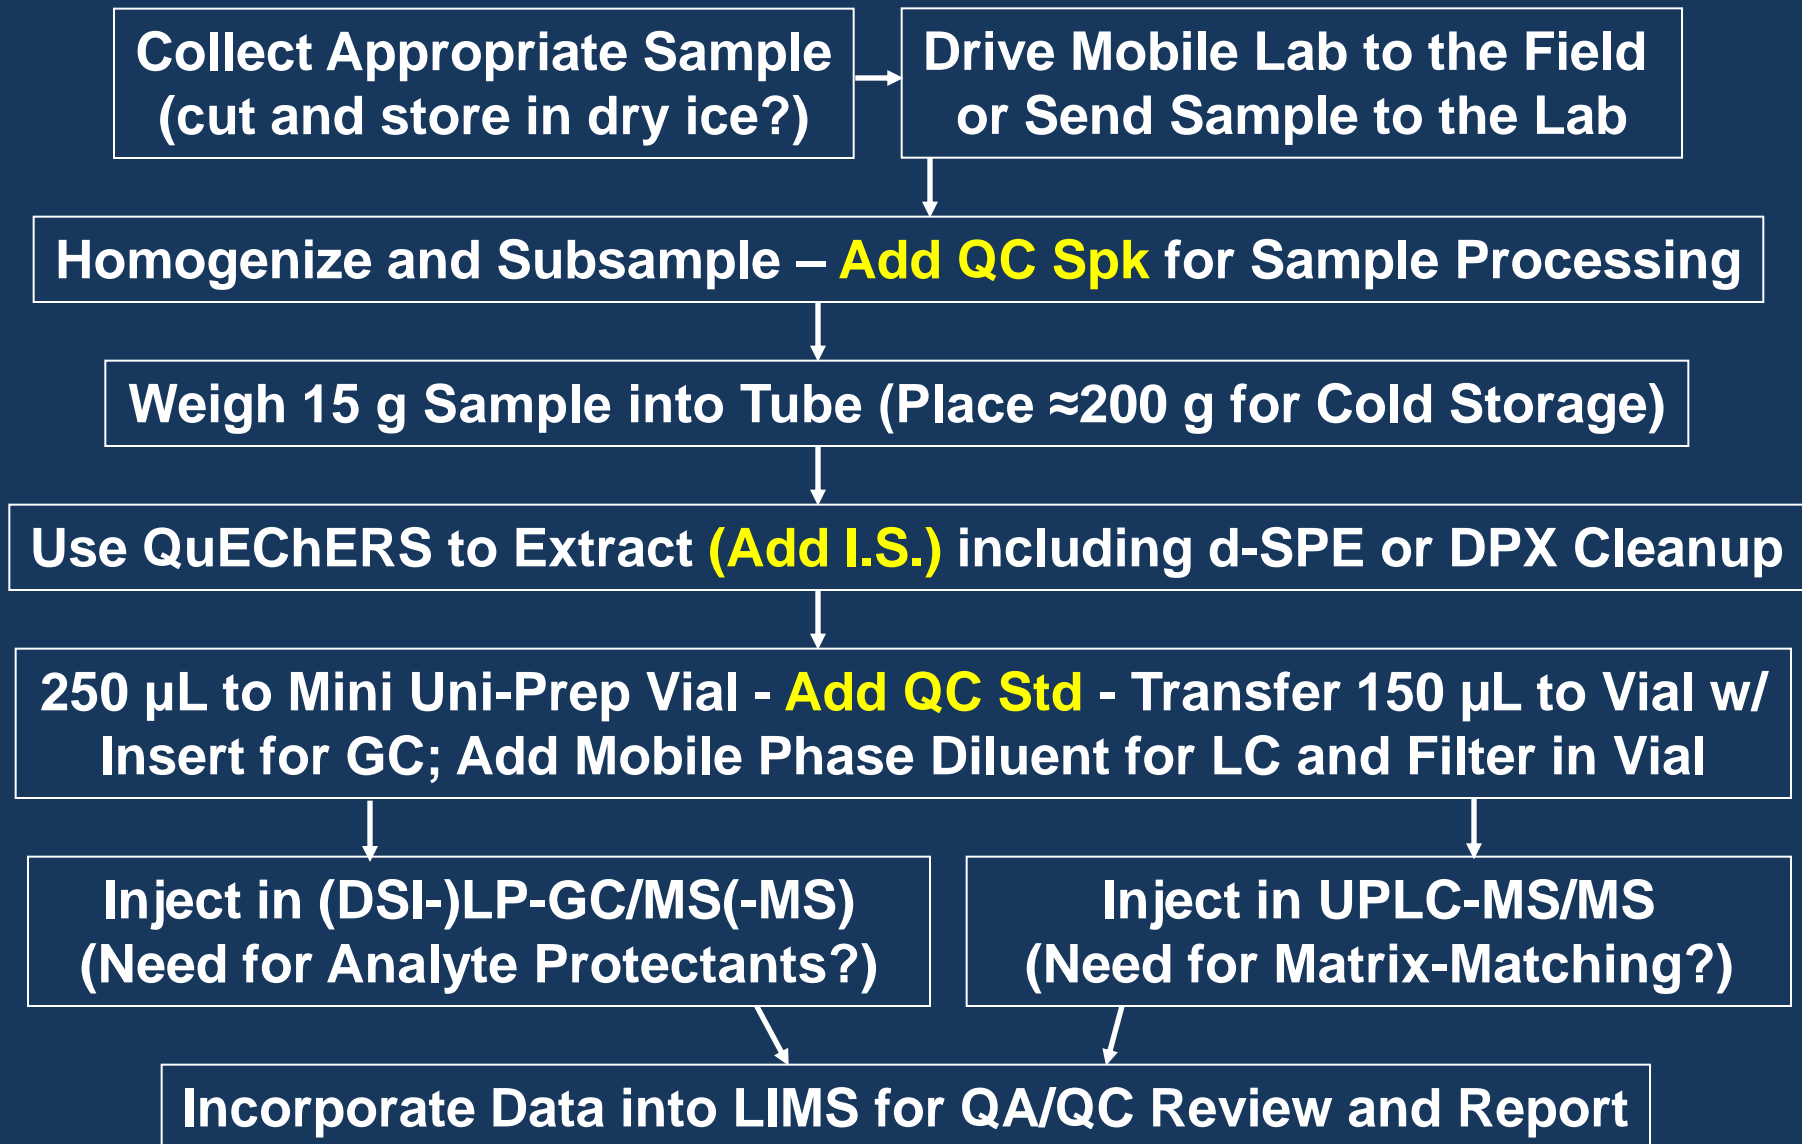 Collect Appropriate Sample
(cut and store in dry ice?)
Drive Mobile Lab to the Field
or Send Sample to the Lab
Homogenize and Subsample – Add QC Spk for Sample Processing
Weigh 15 g Sample into Tube (Place ≈200 g for Cold Storage)
Use QuEChERS to Extract (Add I.S.) including d-SPE or DPX Cleanup
250 µL to Mini Uni-Prep Vial - Add QC Std - Transfer 150 µL to Vial w/
Insert for GC; Add Mobile Phase Diluent for LC and Filter in Vial
Inject in (DSI-)LP-GC/MS(-MS)
(Need for Analyte Protectants?)
Inject in UPLC-MS/MS
(Need for Matrix-Matching?)
Incorporate Data into LIMS for QA/QC Review and Report